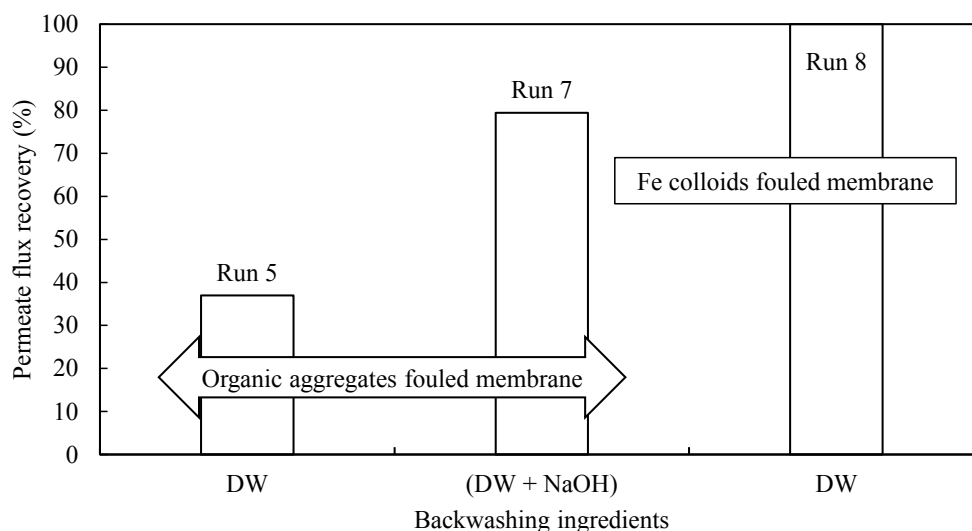 100
90
80
70
60
50
40
30
20
10
0
Permeate flux recovery (%)
Run 5
Run 7
Run 8
Fe colloids fouled membrane
Organic aggregates fouled membrane
DW
(DW + NaOH)
DW
Backwashing ingredients